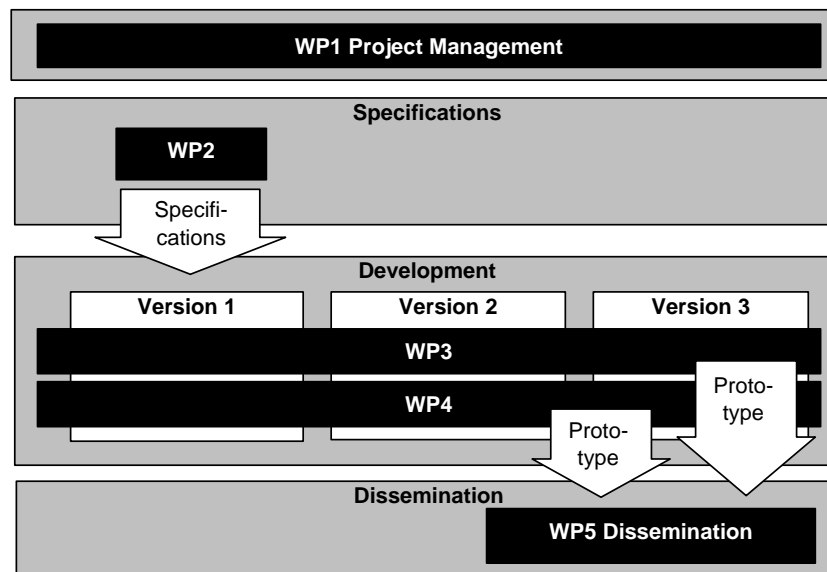 WP1 Project Management
Specifications
WP2
Specifi-
cations
Development
Version 1
Version 2
Version 3
WP3
WP4
Proto-
type
Proto-
type
Dissemination
WP5 Dissemination